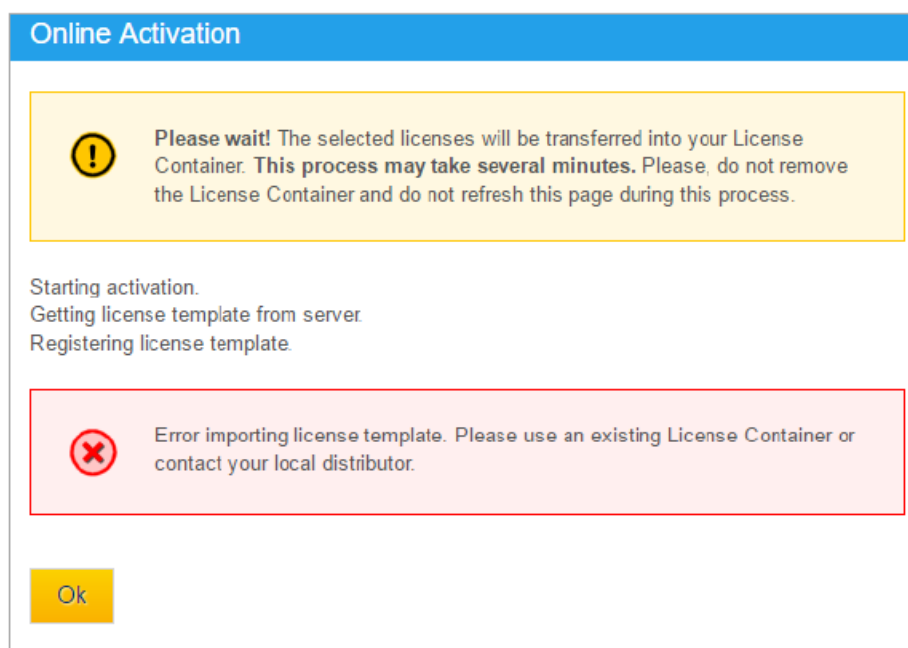 Online Activation
Please wait! The selected licenses will be transferred into your License
Container. This process may take several minutes. Please, do not remove
the License Container and do not refresh this page during this process.
Starting activation.
Getting license template from server.
Registering license template.
Error importing license template. Please use an existing License Container or
contact your local distributor.
Ok